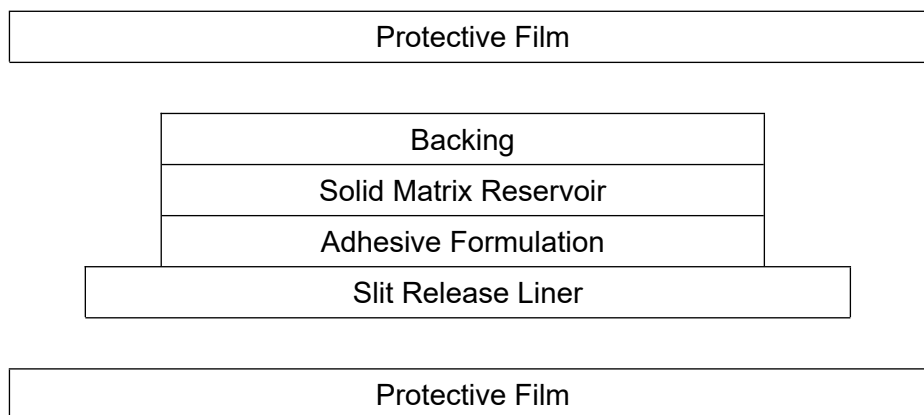 Protective Film
Backing
Solid Matrix Reservoir
Adhesive Formulation
Slit Release Liner
Protective Film